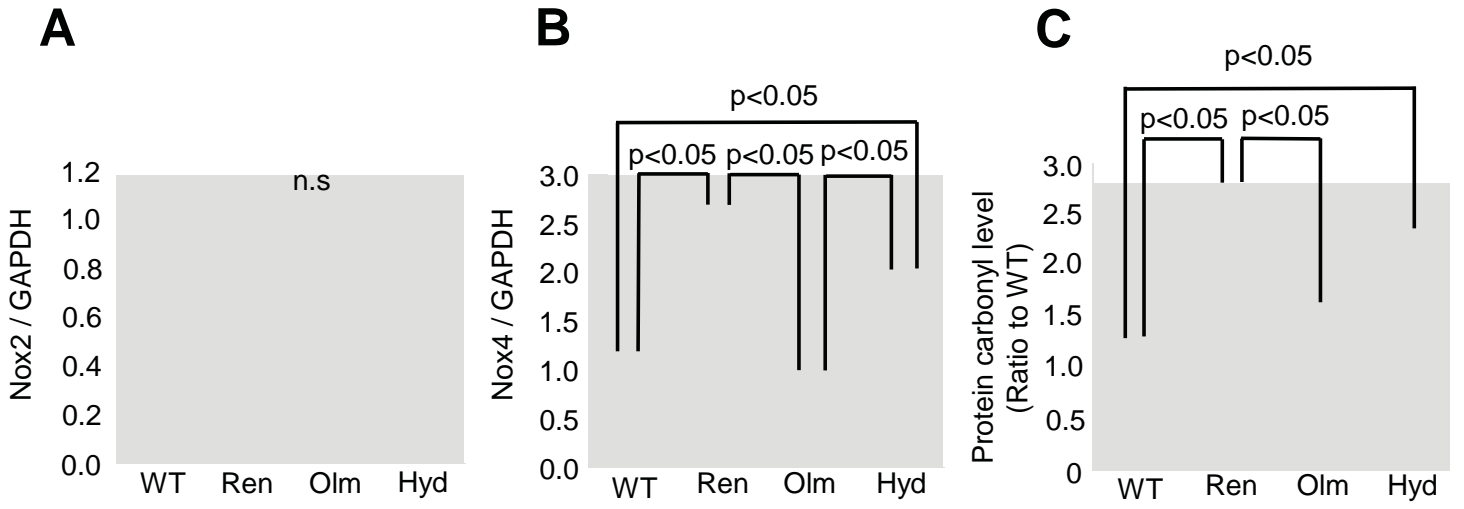 A
Nox2 / GAPDH
1.2
1.0
0.8
0.6
0.4
0.2
0.0
n.s
WT Ren Olm Hyd
B
Nox4 / GAPDH
p<0.05
p<0.05 p<0.05 p<0.05
3.0
2.5
2.0
1.5
1.0
0.5
0.0
WT Ren Olm Hyd
C
Protein carbonyl level
(Ratio to WT)
p<0.05
p<0.05 p<0.05
3.0
2.5
2.0
1.5
1.0
0.5
0
WT Ren Olm Hyd